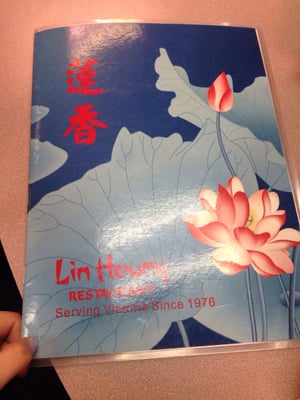 蓮香
Lin Heung
RESTAURANT
Serving Victoria Since 1976